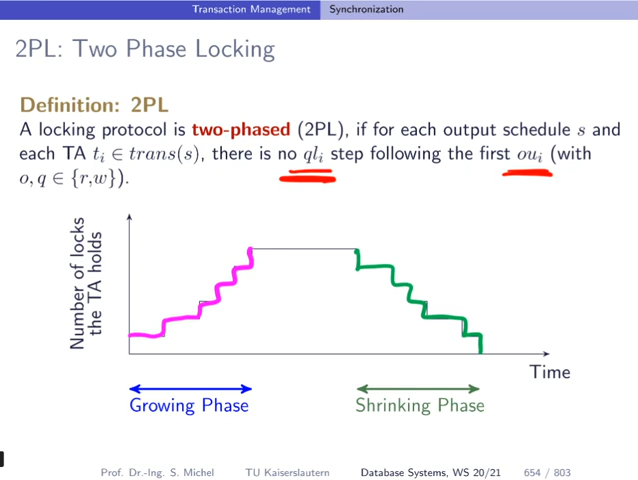 Transaction Management Synchronization
2PL: Two Phase Locking
Definition: 2PL
A locking protocol is two-phased (2PL), if for each output schedule s and
each TA tᵢ ∈ trans(s), there is no qlᵢ step following the first ouᵢ (with
o, q ∈ {r,w}).
Number of locks
the TA holds
Time
Growing Phase Shrinking Phase
Prof. Dr.-Ing. S. Michel TU Kaiserslautern Database Systems, WS 20/21 654 / 803